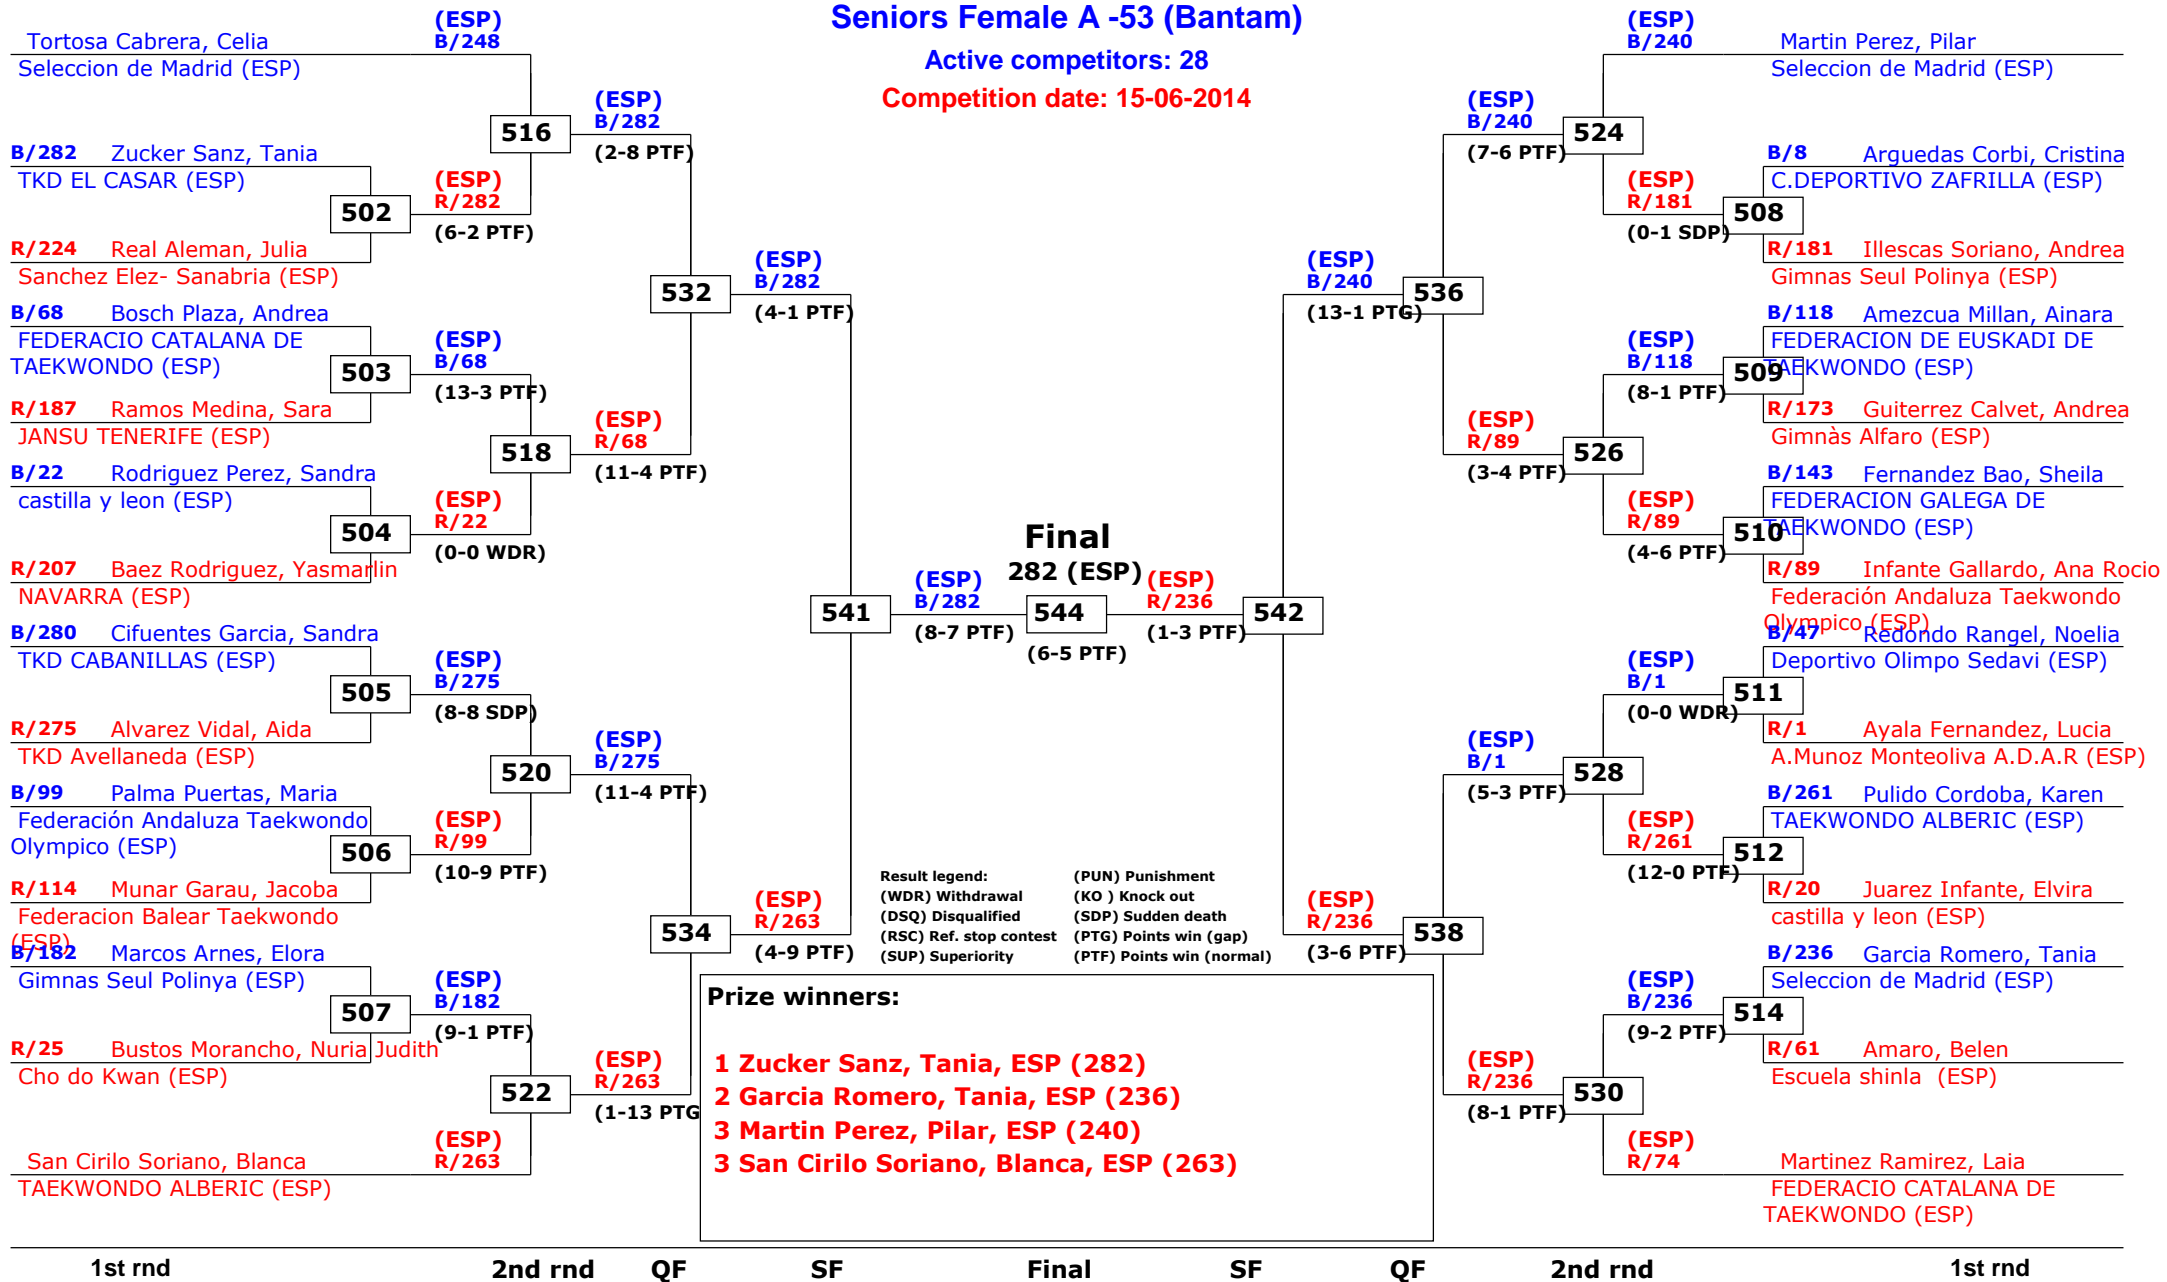 Seniors Female A -53 (Bantam)
Active competitors: 28
Competition date: 15-06-2014
Tortosa Cabrera, Celia
Seleccion de Madrid (ESP)
(ESP)
B/248
B/282 Zucker Sanz, Tania
TKD EL CASAR (ESP)
502
R/224 Real Aleman, Julia
Sanchez Elez- Sanabria (ESP)
(ESP)
R/282
(6-2 PTF)
516
(ESP)
B/282
(2-8 PTF)
B/68 Bosch Plaza, Andrea
FEDERACIO CATALANA DE
TAEKWONDO (ESP)
503
R/187 Ramos Medina, Sara
JANSU TENERIFE (ESP)
(ESP)
B/68
(13-3 PTF)
B/22 Rodriguez Perez, Sandra
castilla y leon (ESP)
504
R/207 Baez Rodriguez, Yasmarlin
NAVARRA (ESP)
(ESP)
R/22
(0-0 WDR)
518
(ESP)
R/68
(11-4 PTF)
532
(ESP)
B/282
(4-1 PTF)
B/280 Cifuentes Garcia, Sandra
TKD CABANILLAS (ESP)
505
R/275 Alvarez Vidal, Aida
TKD Avellaneda (ESP)
(ESP)
B/275
(8-8 SDP)
B/99 Palma Puertas, Maria
Federación Andaluza Taekwondo
Olympico (ESP)
506
R/114 Munar Garau, Jacoba
Federacion Balear Taekwondo
(ESP)
(ESP)
R/99
(10-9 PTF)
520
(ESP)
B/275
(11-4 PTF)
B/182 Marcos Arnes, Elora
Gimnas Seul Polinya (ESP)
507
R/25 Bustos Morancho, Nuria Judith
Cho do Kwan (ESP)
(ESP)
B/182
(9-1 PTF)
San Cirilo Soriano, Blanca
TAEKWONDO ALBERIC (ESP)
(ESP)
R/263
522
(ESP)
R/263
(1-13 PTG
534
(ESP)
R/263
(4-9 PTF)
541
(ESP)
B/282
(8-7 PTF)
Final
282 (ESP)
544
(6-5 PTF)
(ESP)
R/236
(1-3 PTF)
542
(ESP)
B/240
(13-1 PTG)
536
(ESP)
B/240
(7-6 PTF)
524
(ESP)
B/240
Martin Perez, Pilar
Seleccion de Madrid (ESP)
(ESP)
R/181
(0-1 SDP)
508
B/8 Arguedas Corbi, Cristina
C.DEPORTIVO ZAFRILLA (ESP)
R/181 Illescas Soriano, Andrea
Gimnas Seul Polinya (ESP)
(ESP)
R/89
(3-4 PTF)
526
(ESP)
B/118
(8-1 PTF)
509
B/118 Amezcua Millan, Ainara
FEDERACION DE EUSKADI DE
TAEKWONDO (ESP)
R/173 Guiterrez Calvet, Andrea
Gimnàs Alfaro (ESP)
(ESP)
R/89
(4-6 PTF)
510
B/143 Fernandez Bao, Sheila
FEDERACION GALEGA DE
TAEKWONDO (ESP)
R/89 Infante Gallardo, Ana Rocio
Federación Andaluza Taekwondo
Olympico (ESP)
(ESP)
R/236
(3-6 PTF)
538
(ESP)
B/1
(5-3 PTF)
528
(ESP)
B/1
(0-0 WDR)
511
B/47 Redondo Rangel, Noelia
Deportivo Olimpo Sedavi (ESP)
R/1 Ayala Fernandez, Lucia
A.Munoz Monteoliva A.D.A.R (ESP)
(ESP)
R/261
(12-0 PTF)
512
B/261 Pulido Cordoba, Karen
TAEKWONDO ALBERIC (ESP)
R/20 Juarez Infante, Elvira
castilla y leon (ESP)
(ESP)
R/236
(8-1 PTF)
530
(ESP)
B/236
(9-2 PTF)
514
B/236 Garcia Romero, Tania
Seleccion de Madrid (ESP)
R/61 Amaro, Belen
Escuela shinla (ESP)
(ESP)
R/74
Martinez Ramirez, Laia
FEDERACIO CATALANA DE
TAEKWONDO (ESP)
Result legend: (PUN) Punishment
(WDR) Withdrawal (KO ) Knock out
(DSQ) Disqualified (SDP) Sudden death
(RSC) Ref. stop contest (PTG) Points win (gap)
(SUP) Superiority (PTF) Points win (normal)
Prize winners:
1 Zucker Sanz, Tania, ESP (282)
2 Garcia Romero, Tania, ESP (236)
3 Martin Perez, Pilar, ESP (240)
3 San Cirilo Soriano, Blanca, ESP (263)
1st rnd 2nd rnd QF SF Final SF QF 2nd rnd 1st rnd